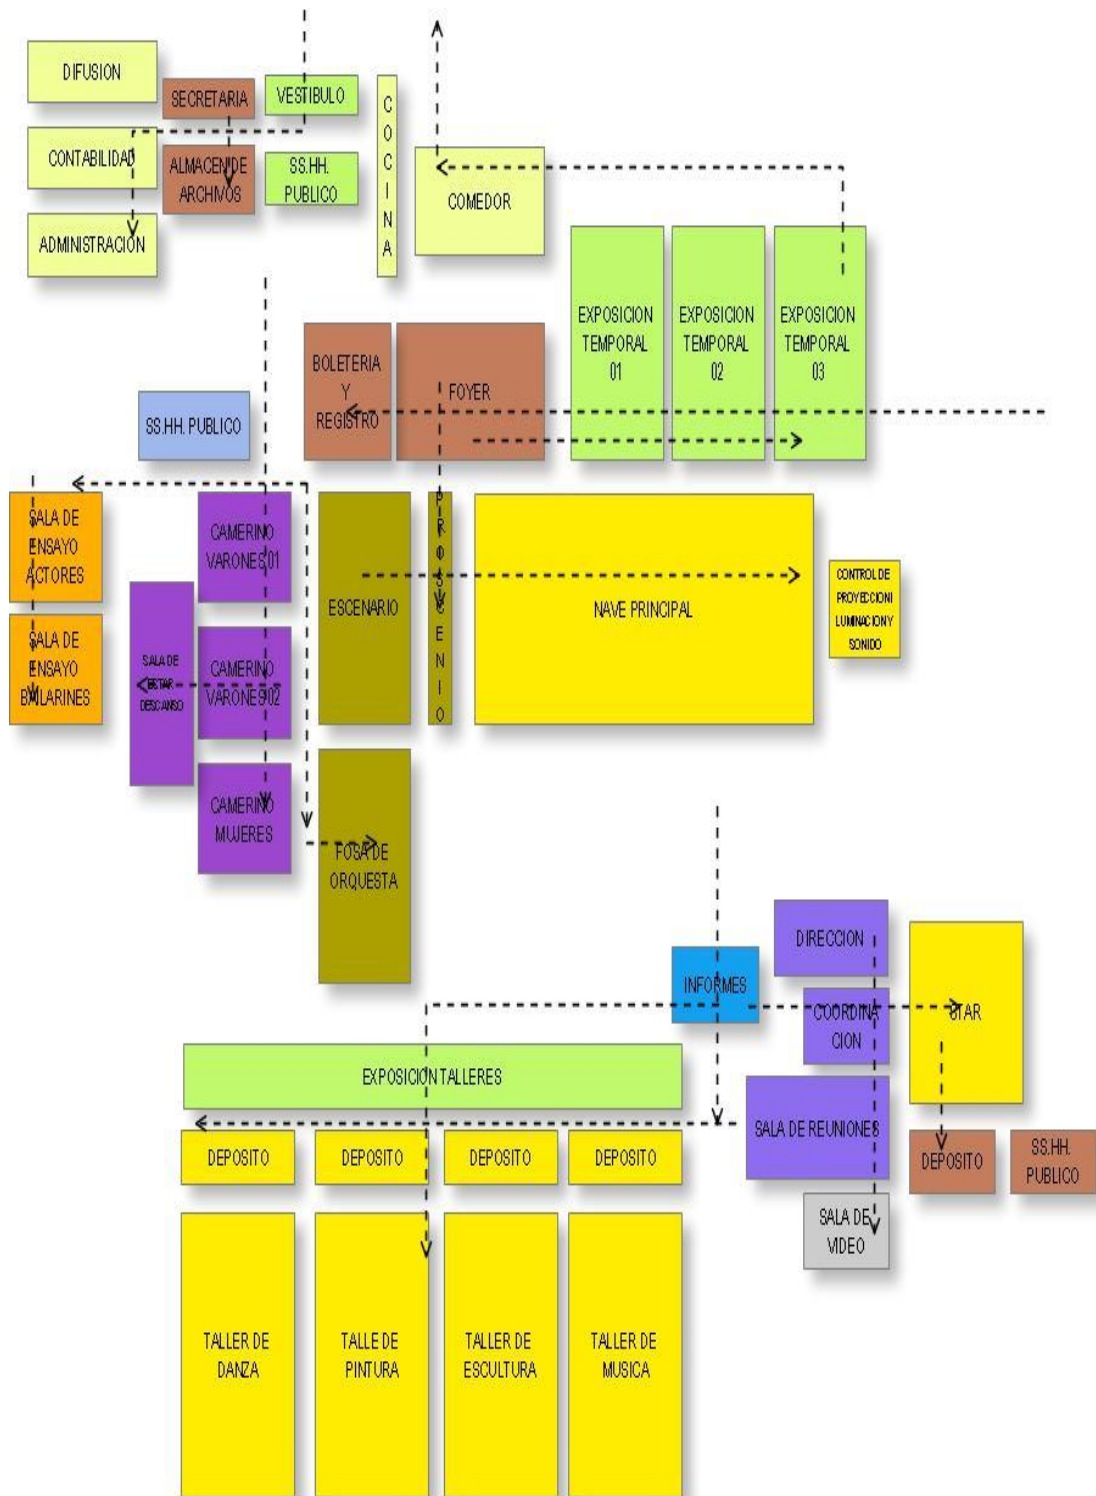 DIFUSION
SECRETARIA
VESTIBULO
CONTABILIDAD
ALMACEN DE
ARCHIVOS
SS.HH.
PUBLICO
ADMINISTRACIÓN
COCINA
COMEDOR
BOLETERIA
Y
REGISTRO
FOYER
EXPOSICION
TEMPORAL
01
EXPOSICION
TEMPORAL
02
EXPOSICION
TEMPORAL
03
SS.HH. PUBLICO
SALA DE
ENSAYO
ACTORES
CAMERINO
VARONES 01
ESCENARIO
PROSCENIO
NAVE PRINCIPAL
CONTROL DE
PROYECCION I
LUMINACION Y
SONIDO
SALA DE
ENSAYO
BAILARINES
SALA DE
ESTAR
DESCANSO
CAMERINO
VARONES 02
CAMERINO
MUJERES
FOSA DE
ORQUESTA
DIRECCION
INFORMES
COORDINA
CION
STAR
EXPOSICION TALLERES
SALA DE REUNIONES
DEPOSITO
DEPOSITO
DEPOSITO
DEPOSITO
DEPOSITO
SS.HH.
PUBLICO
SALA DE
VIDEO
TALLER DE
DANZA
TALLE DE
PINTURA
TALLER DE
ESCULTURA
TALLER DE
MUSICA